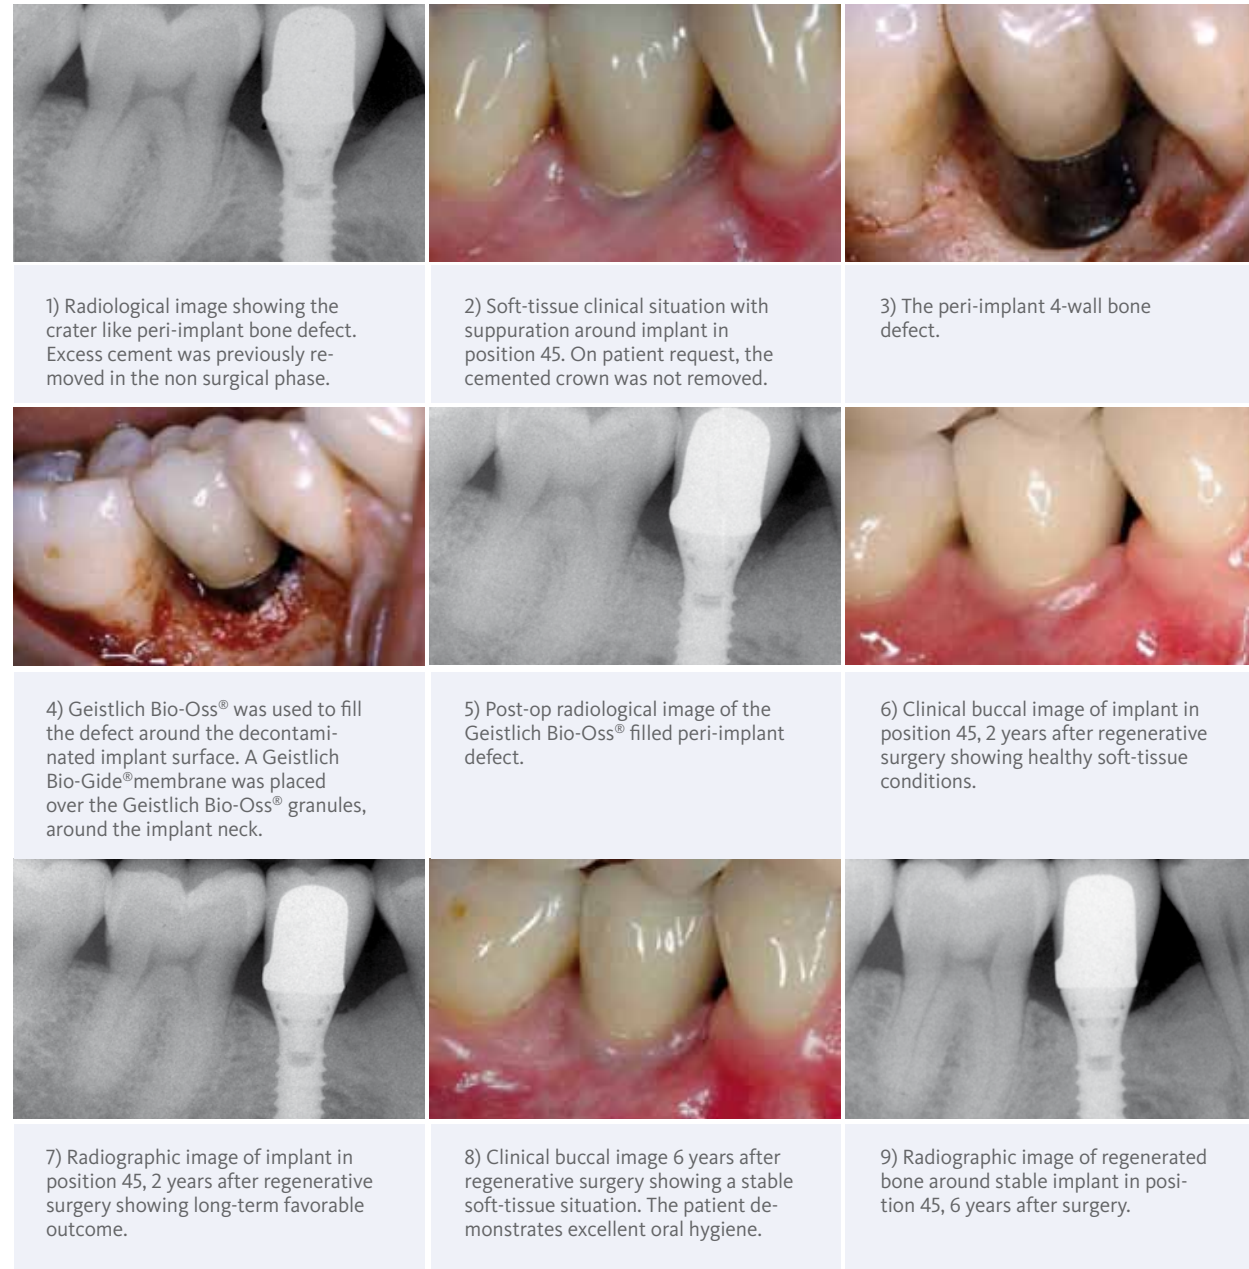 1) Radiological image showing the
crater like peri-implant bone defect.
Excess cement was previously re-
moved in the non surgical phase.
2) Soft-tissue clinical situation with
suppuration around implant in
position 45. On patient request, the
cemented crown was not removed.
3) The peri-implant 4-wall bone
defect.
4) Geistlich Bio-Oss® was used to fill
the defect around the decontami-
nated implant surface. A Geistlich
Bio-Gide®membrane was placed
over the Geistlich Bio-Oss® granules,
around the implant neck.
5) Post-op radiological image of the
Geistlich Bio-Oss® filled peri-implant
defect.
6) Clinical buccal image of implant in
position 45, 2 years after regenerative
surgery showing healthy soft-tissue
conditions.
7) Radiographic image of implant in
position 45, 2 years after regenerative
surgery showing long-term favorable
outcome.
8) Clinical buccal image 6 years after
regenerative surgery showing a stable
soft-tissue situation. The patient de-
monstrates excellent oral hygiene.
9) Radiographic image of regenerated
bone around stable implant in posi-
tion 45, 6 years after surgery.